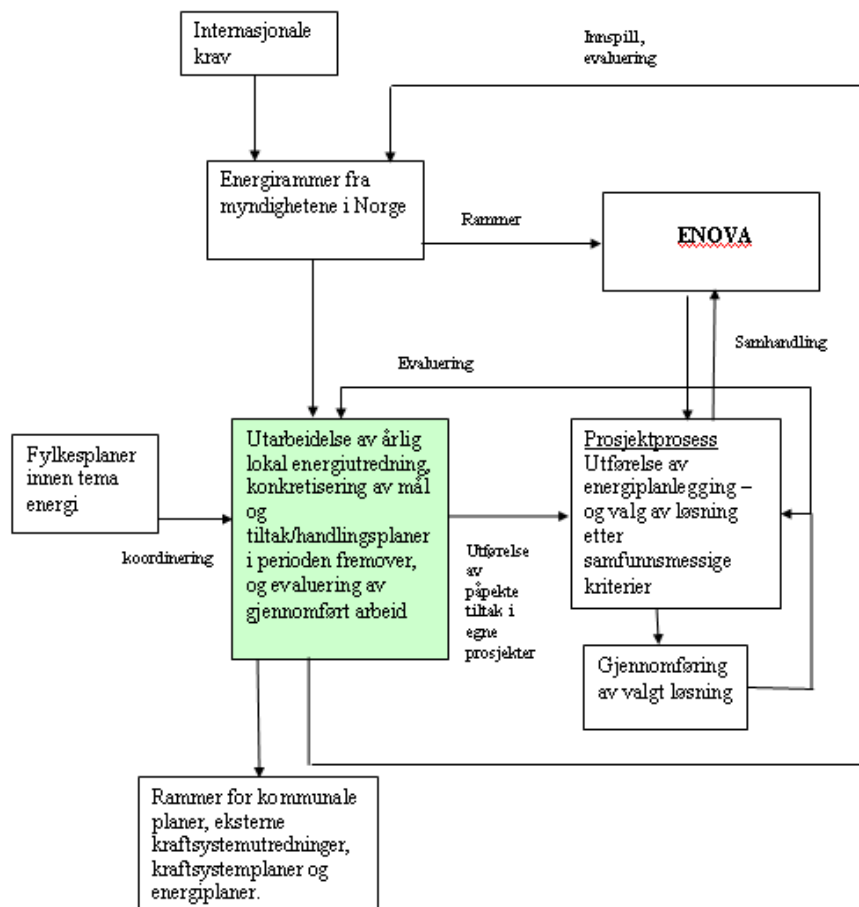 Internasjonale
krav
Innspill,
evaluering
Energirammer fra
myndighetene i Norge
Rammer
ENOVA
Samhandling
Evaluering
Fylkesplaner
innen tema
energi
koordinering
Utarbeidelse av årlig
lokal energiutredning,
konkretisering av mål
og
tiltak/handlingsplaner
i perioden fremover,
og evaluering av
gjennomført arbeid
Utførelse
av
påpekte
tiltak i
egne
prosjekter
Prosjektprosess
Utførelse av
energiplanlegging –
og valg av løsning
etter
samfunnsmessige
kriterier
Gjennomføring
av valgt løsning
Rammer for kommunale
planer, eksterne
kraftsystemutredninger,
kraftsystemplaner og
energiplaner.